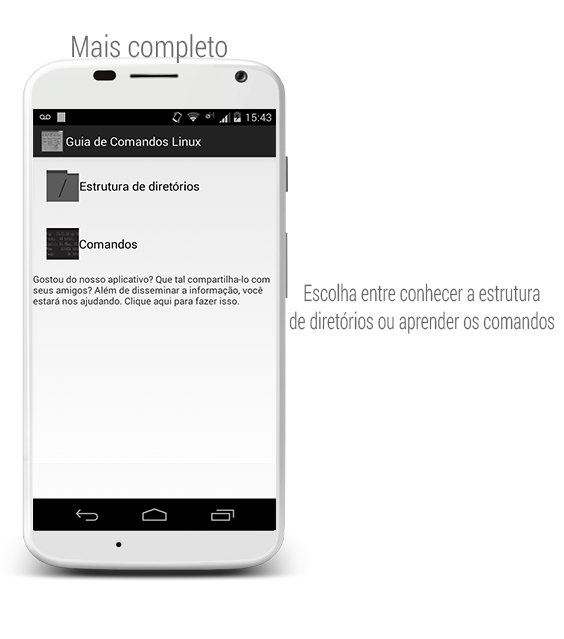 Mais completo
15:43
Guia de Comandos Linux
Estrutura de diretórios
Comandos
Gostou do nosso aplicativo? Que tal compartilha-lo com
seus amigos? Além de disseminar a informação, você
estará nos ajudando. Clique aqui para fazer isso.
Escolha entre conhecer a estrutura
de diretórios ou aprender os comandos